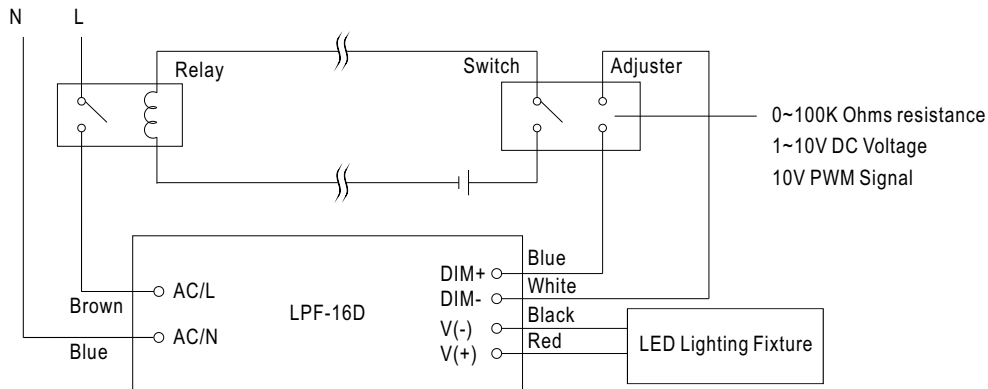 N
L
Relay
Switch
Adjuster
0~100K Ohms resistance
1~10V DC Voltage
10V PWM Signal
Brown
AC/L
Blue
AC/N
LPF-16D
DIM+
Blue
DIM-
White
V(-)
Black
V(+)
Red
LED Lighting Fixture